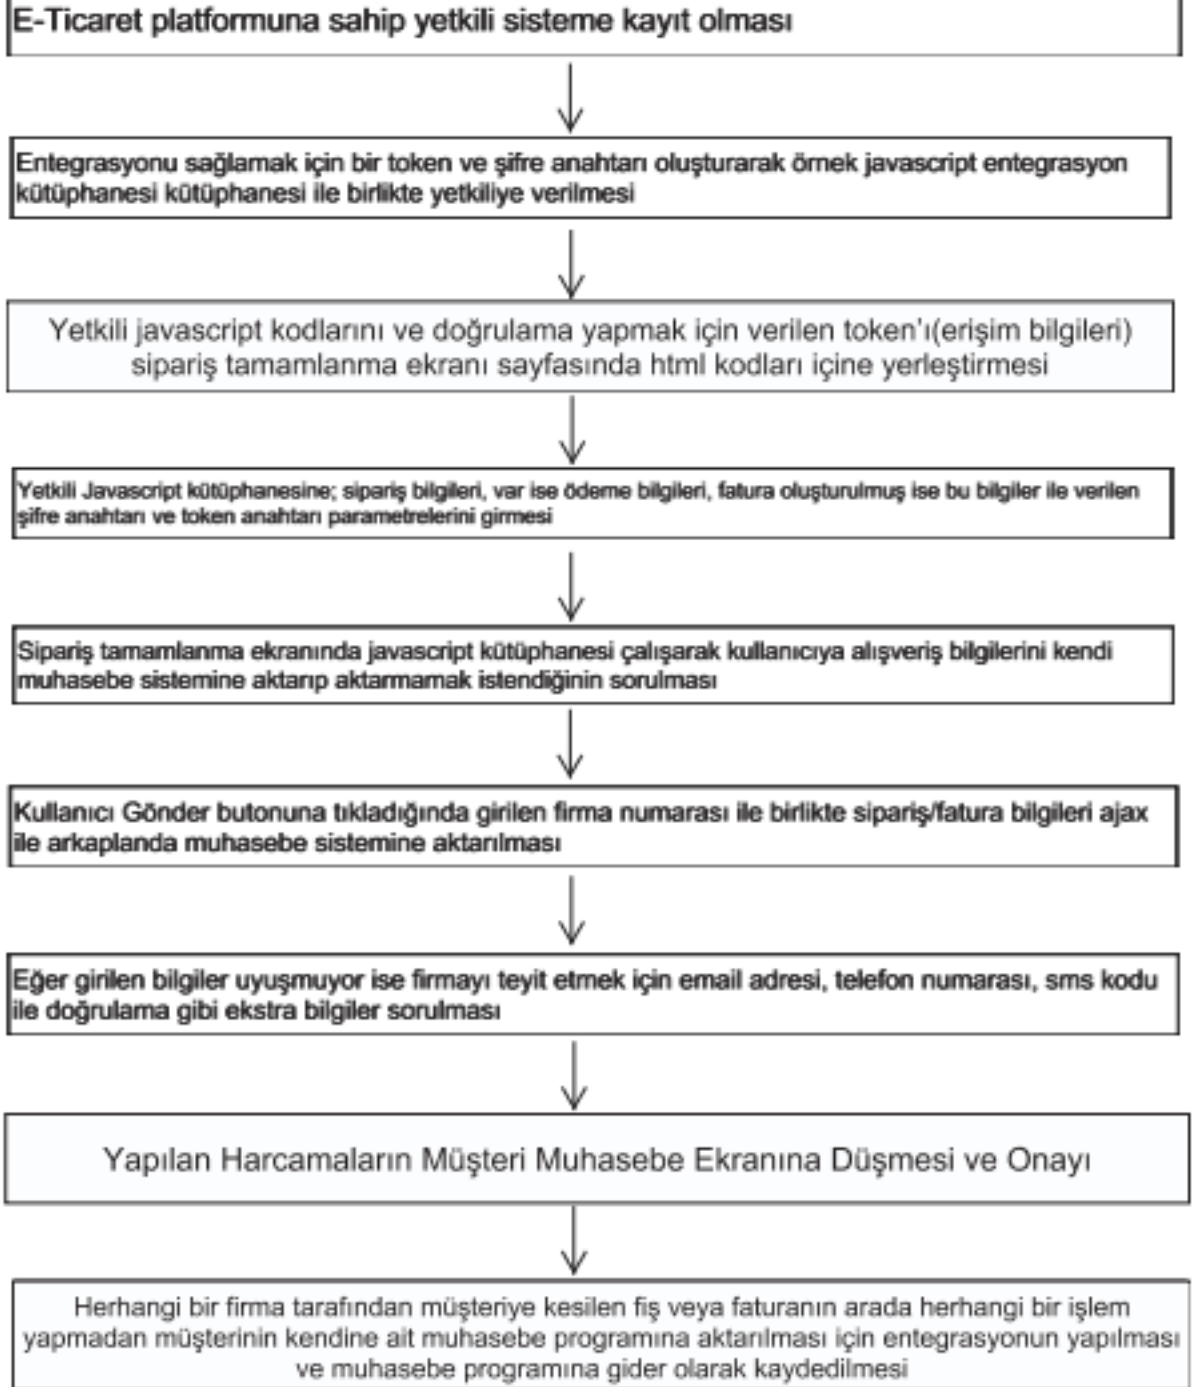 E-Ticaret platformuna sahip yetkili sisteme kayıt olması
Entegrasyonu sağlamak için bir token ve şifre anahtarı oluşturarak örnek javascript entegrasyon
kütüphanesi kütüphanesi ile birlikte yetkiliye verilmesi
Yetkili javascript kodlarını ve doğrulama yapmak için verilen token’ı(erişim bilgileri)
sipariş tamamlanma ekranı sayfasında html kodları içine yerleştirmesi
Yetkili Javascript kütüphanesine; sipariş bilgileri, var ise ödeme bilgileri, fatura oluşturulmuş ise bu bilgiler ile verilen
şifre anahtarı ve token anahtarı parametrelerini girmesi
Sipariş tamamlanma ekranında javascript kütüphanesi çalışarak kullanıcıya alışveriş bilgilerini kendi
muhasebe sistemine aktarıp aktarmamak istendiğinin sorulması
Kullanıcı Gönder butonuna tıkladığında girilen firma numarası ile birlikte sipariş/fatura bilgileri ajax
ile arkaplanda muhasebe sistemine aktarılması
Eğer girilen bilgiler uyuşmuyor ise firmayı teyit etmek için email adresi, telefon numarası, sms kodu
ile doğrulama gibi ekstra bilgiler sorulması
Yapılan Harcamaların Müşteri Muhasebe Ekranına Düşmesi ve Onayı
Herhangi bir firma tarafından müşteriye kesilen fiş veya faturanın arada herhangi bir işlem
yapmadan müşterinin kendine ait muhasebe programına aktarılması için entegrasyonun yapılması
ve muhasebe programına gider olarak kaydedilmesi